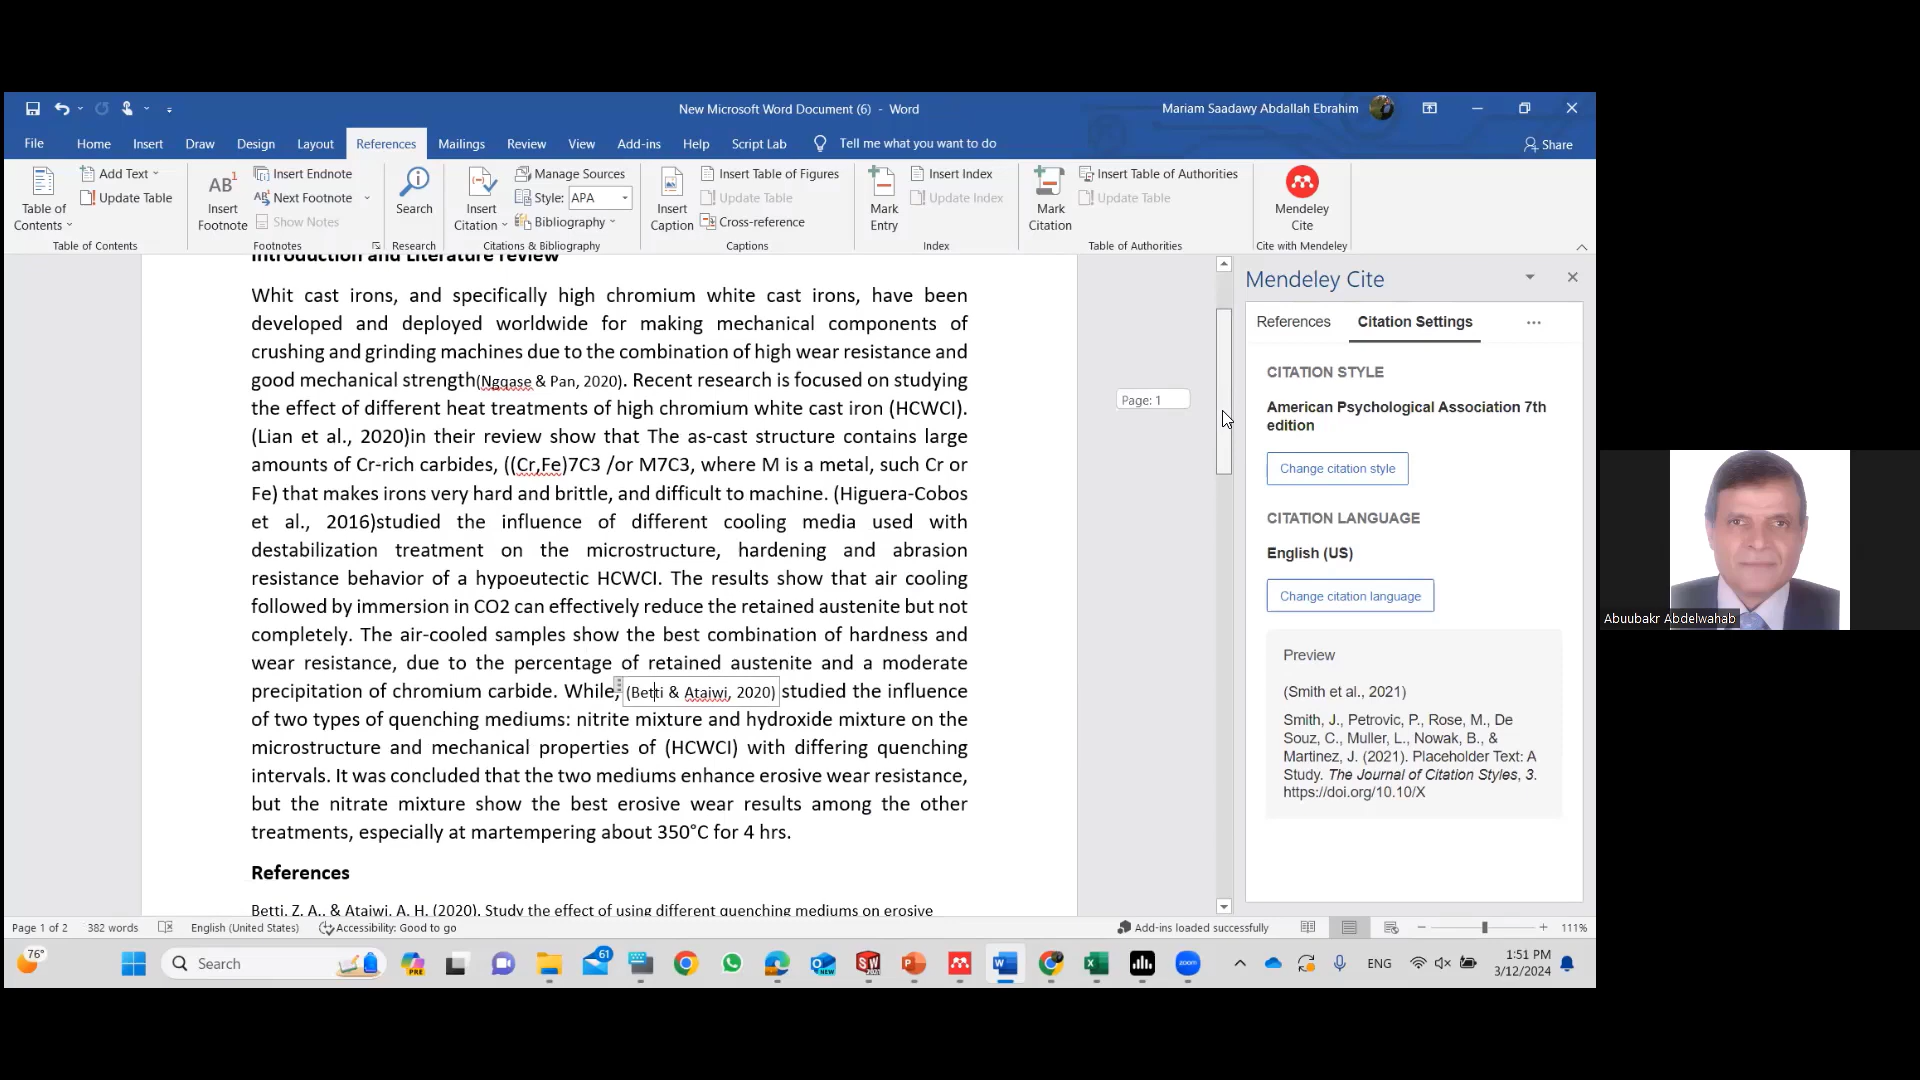 New Microsoft Word Document (6) - Word
Mariam Saadawy Abdallah Ebrahim
File Home Insert Draw Design Layout References Mailings Review View Add-ins Help Script Lab Tell me what you want to do Share
Table of Contents
Add Text
Update Table
Table of Contents
AB1
Insert Footnote
Insert Endnote
Next Footnote
Show Notes
Footnotes
Search
Research
Insert Citation
Manage Sources
Style: APA
Bibliography
Citations & Bibliography
Insert Caption
Insert Table of Figures
Update Table
Cross-reference
Captions
Mark Entry
Insert Index
Update Index
Index
Mark Citation
Insert Table of Authorities
Update Table
Table of Authorities
Mendeley Cite
Cite with Mendeley
Introduction and Literature review
Whit cast irons, and specifically high chromium white cast irons, have been
developed and deployed worldwide for making mechanical components of
crushing and grinding machines due to the combination of high wear resistance and
good mechanical strength(Ngqase & Pan, 2020). Recent research is focused on studying
the effect of different heat treatments of high chromium white cast iron (HCWCI).
(Lian et al., 2020)in their review show that The as-cast structure contains large
amounts of Cr-rich carbides, ((Cr,Fe)7C3 /or M7C3, where M is a metal, such Cr or
Fe) that makes irons very hard and brittle, and difficult to machine. (Higuera-Cobos
et al., 2016)studied the influence of different cooling media used with
destabilization treatment on the microstructure, hardening and abrasion
resistance behavior of a hypoeutectic HCWCI. The results show that air cooling
followed by immersion in CO2 can effectively reduce the retained austenite but not
completely. The air-cooled samples show the best combination of hardness and
wear resistance, due to the percentage of retained austenite and a moderate
precipitation of chromium carbide. While, (Betti & Ataiwi, 2020) studied the influence
of two types of quenching mediums: nitrite mixture and hydroxide mixture on the
microstructure and mechanical properties of (HCWCI) with differing quenching
intervals. It was concluded that the two mediums enhance erosive wear resistance,
but the nitrate mixture show the best erosive wear results among the other
treatments, especially at martempering about 350°C for 4 hrs.
References
Betti, Z. A., & Ataiwi, A. H. (2020). Study the effect of using different quenching mediums on erosive
Page: 1
Mendeley Cite
References Citation Settings
CITATION STYLE
American Psychological Association 7th
edition
Change citation style
CITATION LANGUAGE
English (US)
Change citation language
Preview
(Smith et al., 2021)
Smith, J., Petrovic, P., Rose, M., De
Souz, C., Muller, L., Nowak, B., &
Martinez, J. (2021). Placeholder Text: A
Study. The Journal of Citation Styles, 3.
https://doi.org/10.10/X
Abuubakr Abdelwahab
Page 1 of 2 382 words English (United States) Accessibility: Good to go Add-ins loaded successfully 111%
76°
Search
PRE
61
NEW
SW
zoom
ENG
1:51 PM
3/12/2024